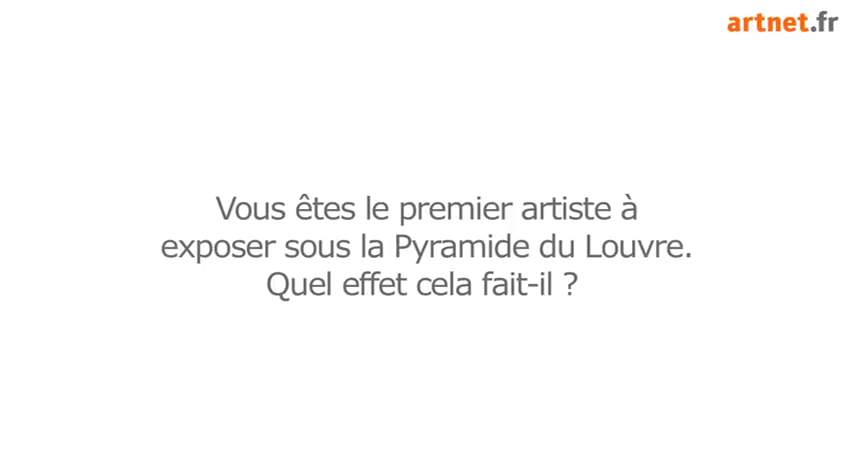 artnet.fr
Vous êtes le premier artiste à
exposer sous la Pyramide du Louvre.
Quel effet cela fait-il ?